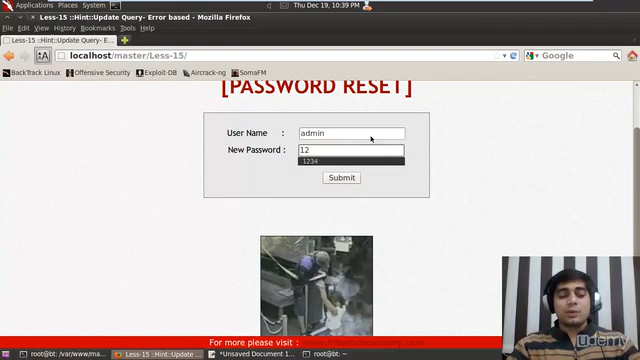 Applications Places System
Thu Dec 19, 10:39 PM
Less-15 ::Hint::Update Query- Error based - Mozilla Firefox
File Edit View History Bookmarks Tools Help
Less-15 ::Hint::Update Query- E...
localhost/master/Less-15/
Google
BackTrack Linux Offensive Security Exploit-DB Aircrack-ng SomaFM
[PASSWORD RESET]
User Name : admin
New Password : 12
1234
Submit
For more please visit :
Udemy
root@bt: /var/www/ma... Less-15 ::Hint::Update ... *Unsaved Document 1... root@bt: ~